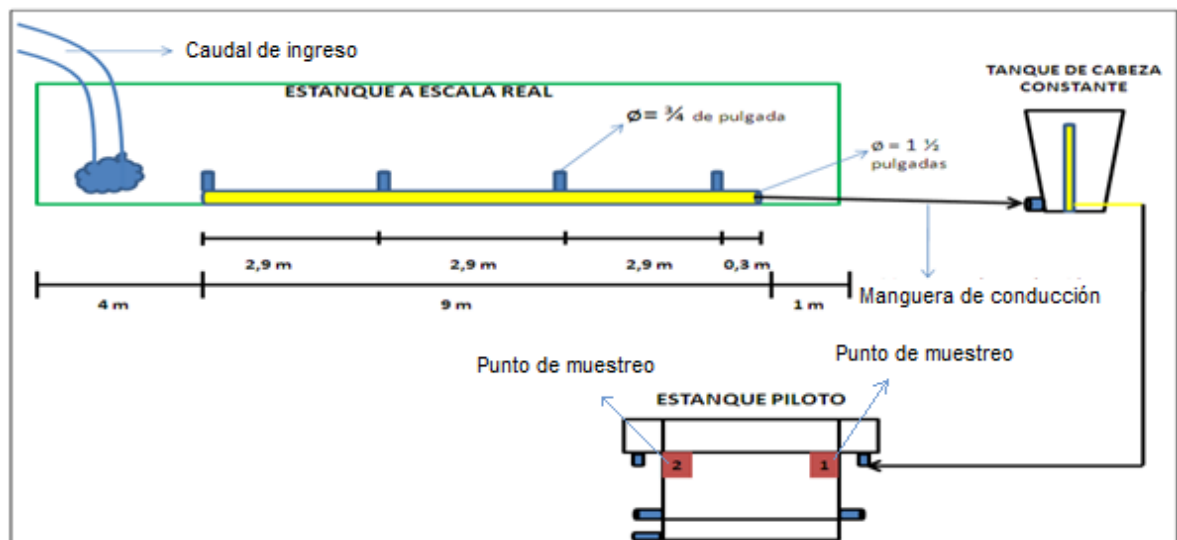 Caudal de ingreso
ESTANQUE A ESCALA REAL
TANQUE DE CABEZA
CONSTANTE
ø= ¾ de pulgada
ø = 1 ½
pulgadas
2,9 m
2,9 m
2,9 m
0,3 m
4 m
9 m
1 m
Manguera de conducción
Punto de muestreo
Punto de muestreo
ESTANQUE PILOTO
2
1